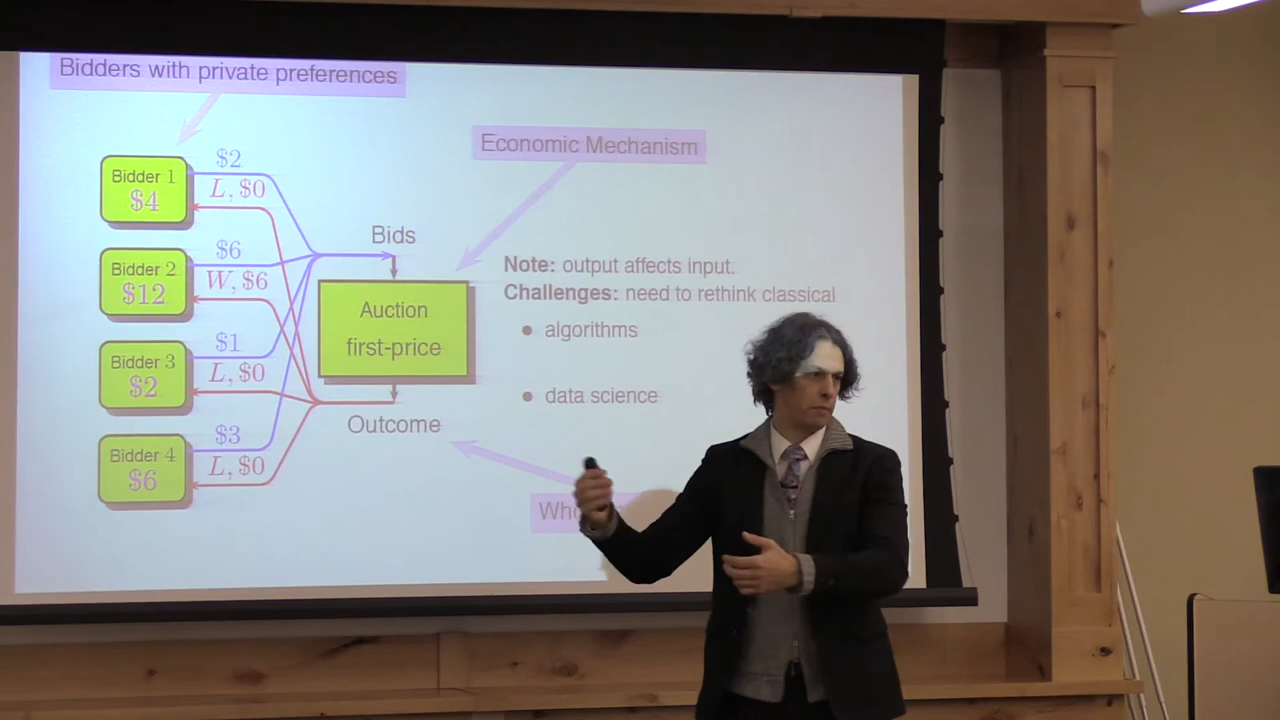 Bidders with private preferences
Economic Mechanism
Bidder 1
$4
$2
L, $0
Bidder 2
$12
$6
W, $6
Bidder 3
$2
$1
L, $0
Bidder 4
$6
$3
L, $0
Bids
Auction
first-price
Outcome
Note: output affects input.
Challenges: need to rethink classical
● algorithms
● data science